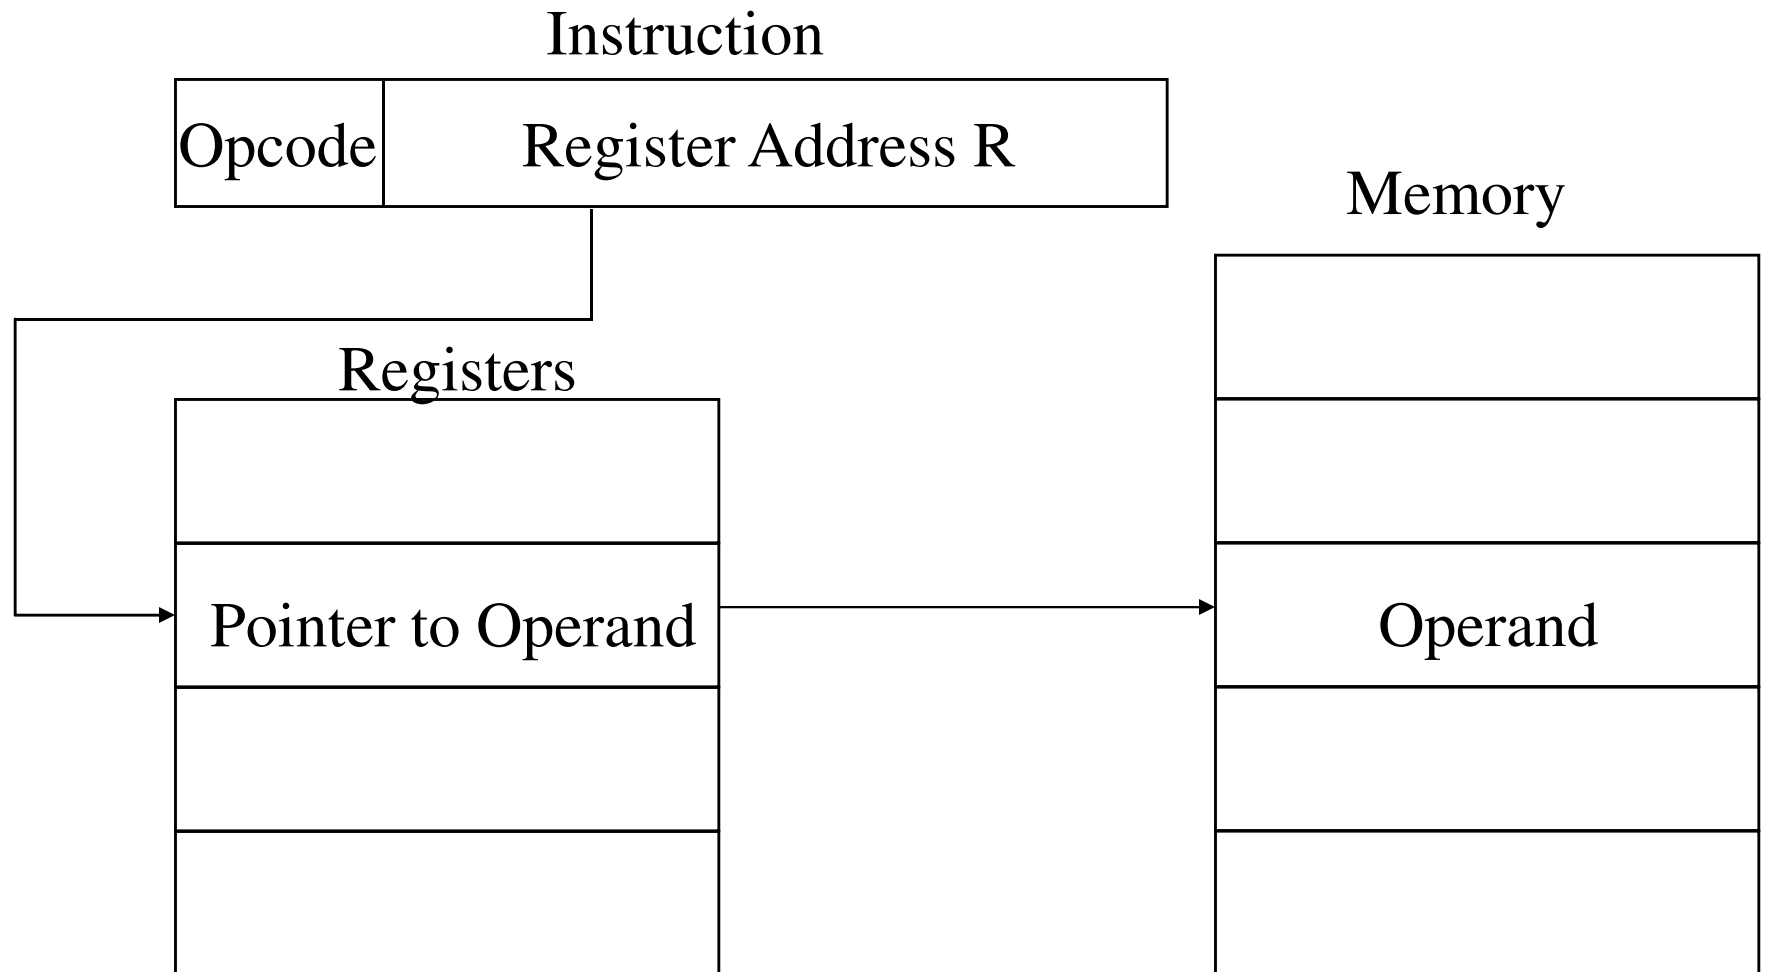 Instruction
Opcode
Register Address R
Memory
Registers
Pointer to Operand
Operand